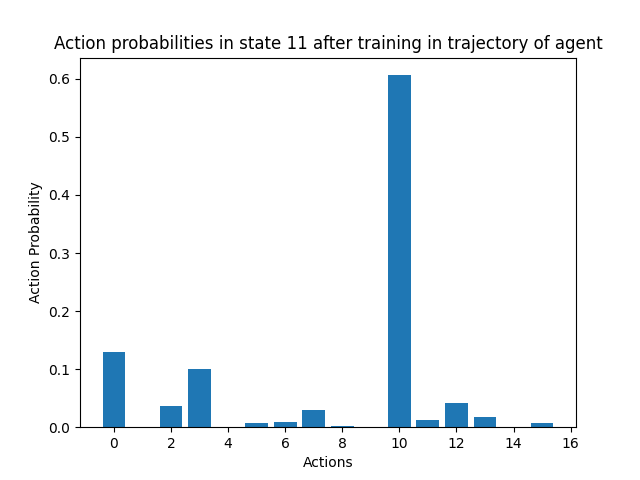 Action probabilities in state 11 after training in trajectory of agent
0.6
0.5
0.4
0.3
0.2
0.1
0.0
Action Probability
0 2 4 6 8 10 12 14 16
Actions